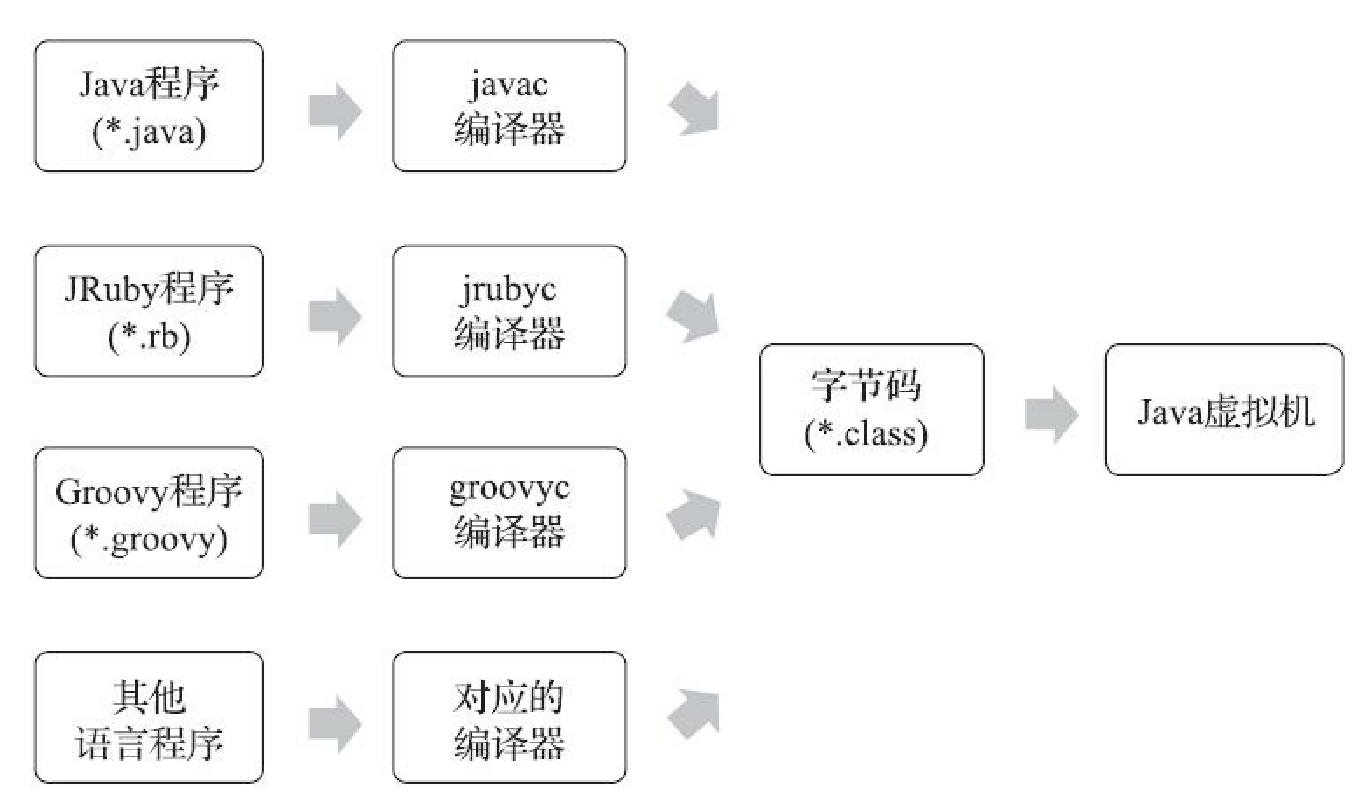 Java程序
(*.java)
javac
编译器
JRuby程序
(*.rb)
jrubyc
编译器
Groovy程序
(*.groovy)
groovyc
编译器
其他
语言程序
对应的
编译器
字节码
(*.class)
Java虚拟机